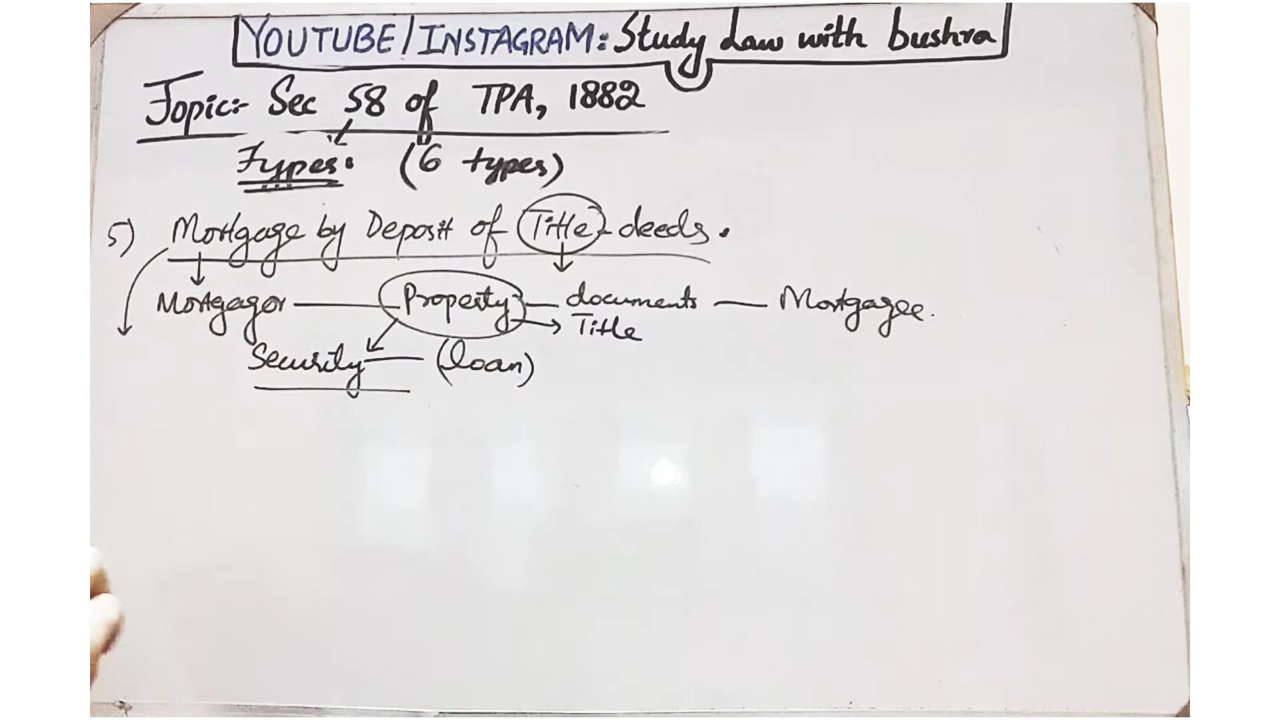 YOUTUBE/INSTAGRAM: Study Law with bushra
Topic:- Sec 58 of TPA, 1882
Types: (6 types)
5) Mortgage by Deposit of Title-deeds.
Mortgagor — Property — documents — Mortgagee.
Title
Security — (loan)